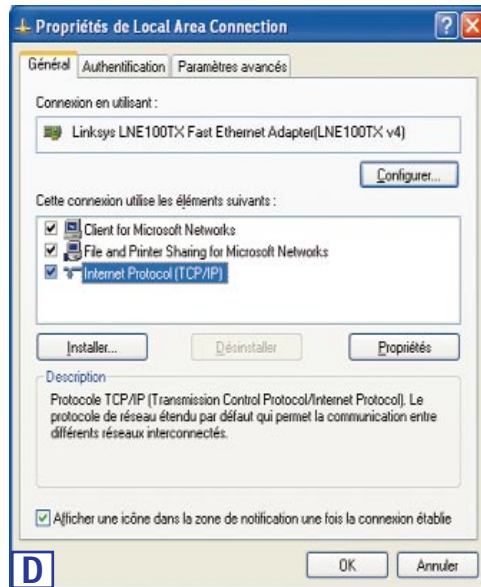 Propriétés de Local Area Connection
Général Authentification Paramètres avancés
Connexion en utilisant :
Linksys LNE100TX Fast Ethernet Adapter(LNE100TX v4)
Configurer...
Cette connexion utilise les éléments suivants :
Client for Microsoft Networks
File and Printer Sharing for Microsoft Networks
Internet Protocol (TCP/IP)
Installer... Désinstaller Propriétés
Description
Protocole TCP/IP (Transmission Control Protocol/Internet Protocol). Le
protocole de réseau étendu par défaut qui permet la communication entre
différents réseaux interconnectés.
Afficher une icône dans la zone de notification une fois la connexion établie
OK Annuler
D